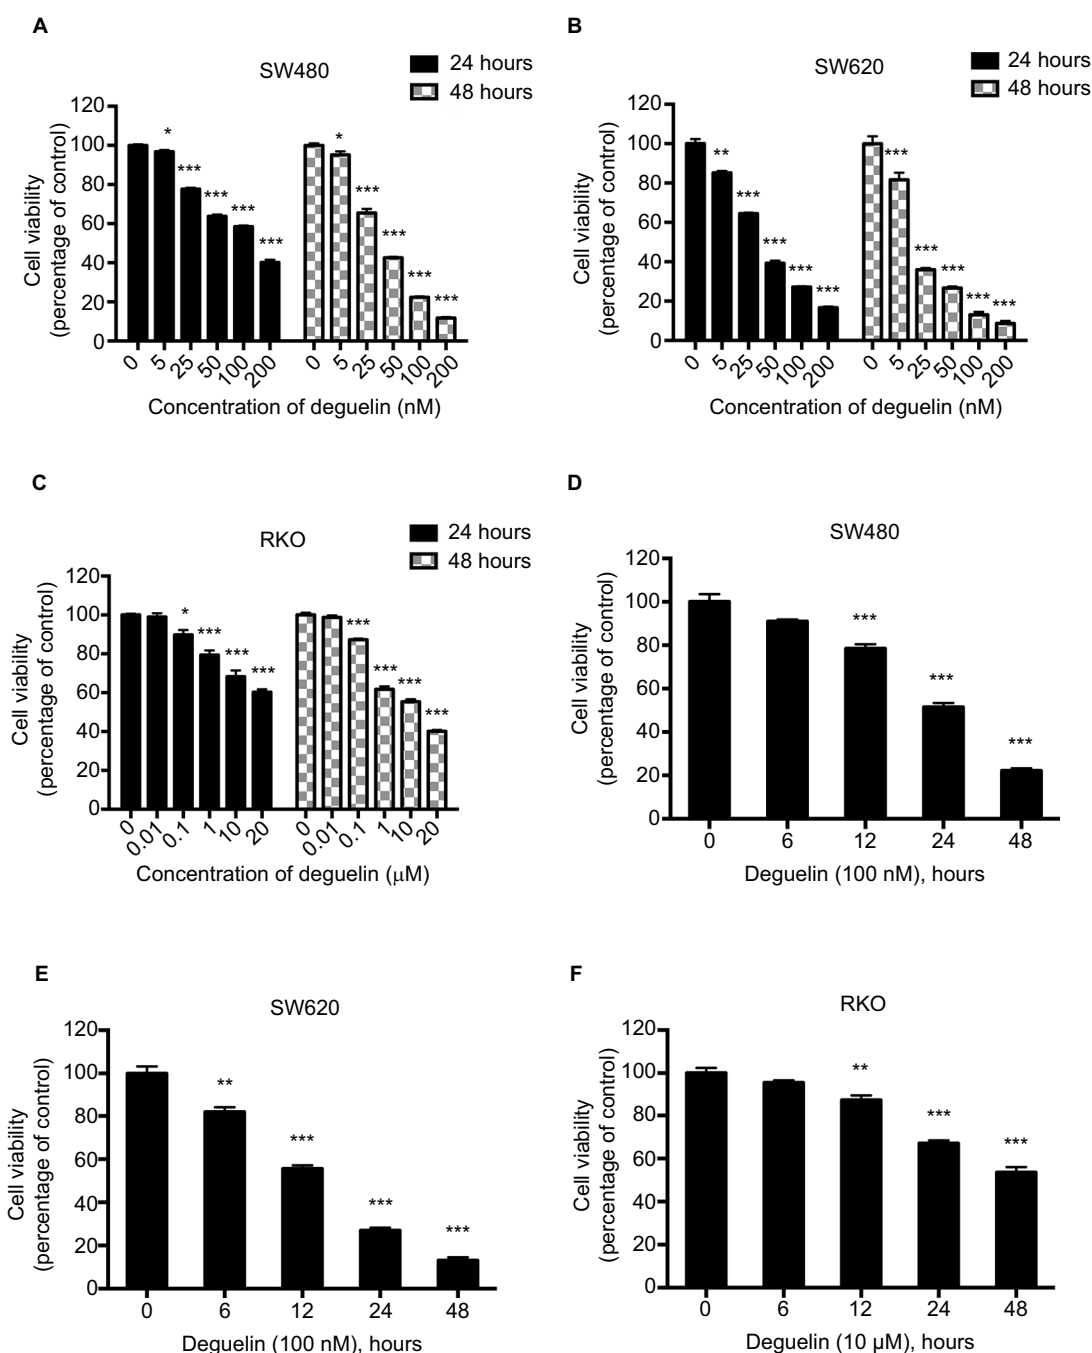 A
SW480
24 hours
48 hours
Cell viability
(percentage of control)
120
100
80
60
40
20
0
* *** *** *** ***
* *** *** *** ***
0 5 25 50 100 200 0 5 25 50 100 200
Concentration of deguelin (nM)
B
SW620
24 hours
48 hours
Cell viability
(percentage of control)
120
100
80
60
40
20
0
** *** *** *** ***
*** *** *** *** ***
0 5 25 50 100 200 0 5 25 50 100 200
Concentration of deguelin (nM)
C
RKO
24 hours
48 hours
Cell viability
(percentage of control)
120
100
80
60
40
20
0
* *** *** ***
*** *** *** ***
0 0.01 0.1 1 10 20 0 0.01 0.1 1 10 20
Concentration of deguelin (μM)
D
SW480
Cell viability
(percentage of control)
120
100
80
60
40
20
0
*** *** ***
0 6 12 24 48
Deguelin (100 nM), hours
E
SW620
Cell viability
(percentage of control)
120
100
80
60
40
20
0
** *** *** ***
0 6 12 24 48
Deguelin (100 nM), hours
F
RKO
Cell viability
(percentage of control)
120
100
80
60
40
20
0
** *** ***
0 6 12 24 48
Deguelin (10 μM), hours